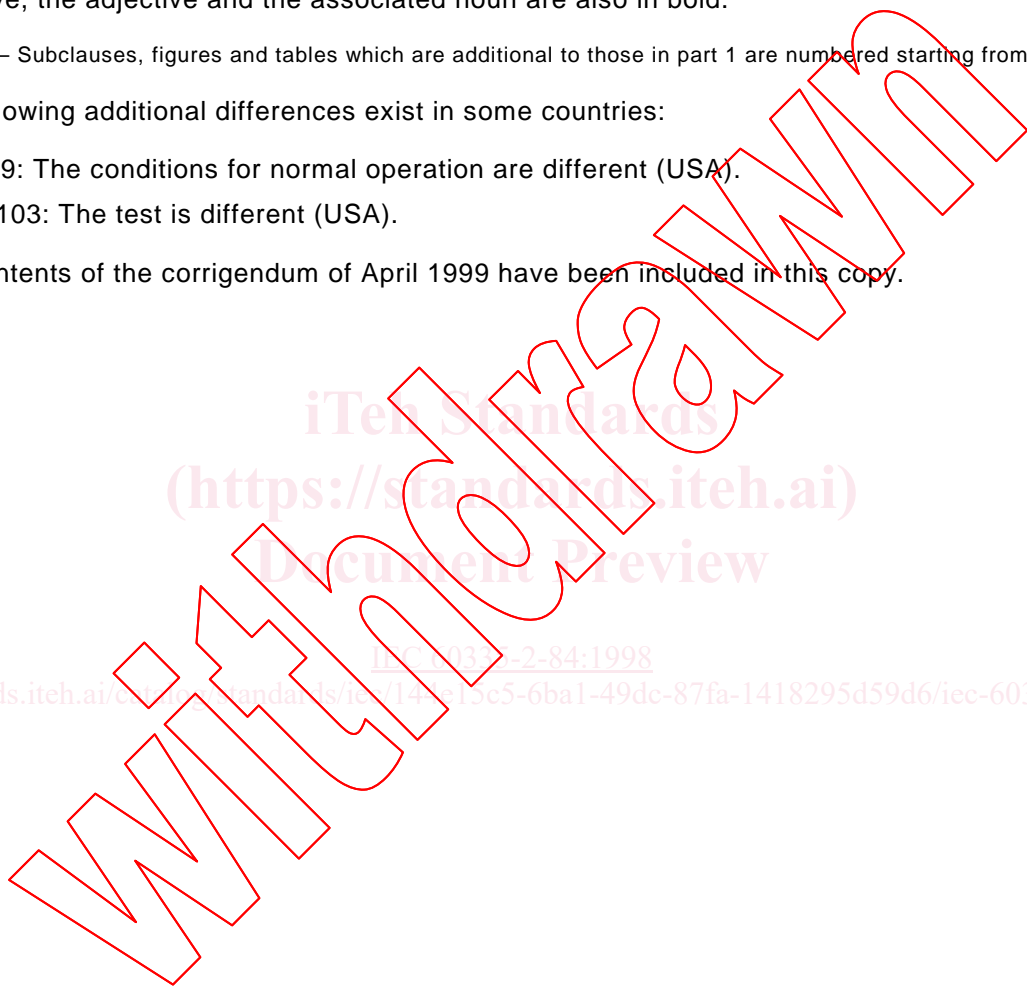 the adjective and the associated noun are also in bold.
– Subclauses, figures and tables which are additional to those in part 1 are numbered starting from
owing additional differences exist in some countries:
9: The conditions for normal operation are different (USA).
103: The test is different (USA).
ntents of the corrigendum of April 1999 have been included in this copy.
iTeh Standards
(https://standards.iteh.ai)
Document Preview
IEC 60335-2-84:1998
ds.iteh.ai/catalog/standards/iec/144e15c5-6ba1-49dc-87fa-1418295d59d6/iec-603
withdrawn